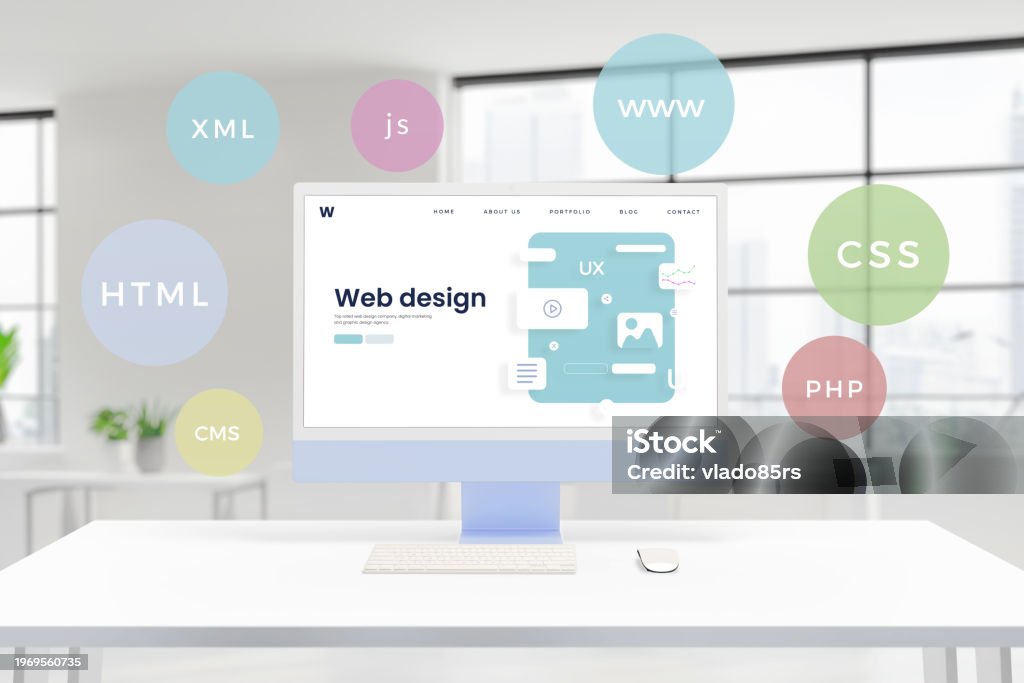 www
XML
js
W
HOME ABOUT US PORTFOLIO BLOG CONTACT
CSS
UX
HTML
Web design
Top rated web design company, digital marketing
and graphic design agency.
PHP
CMS
iStock™
Credit: vlado85rs
1969560735